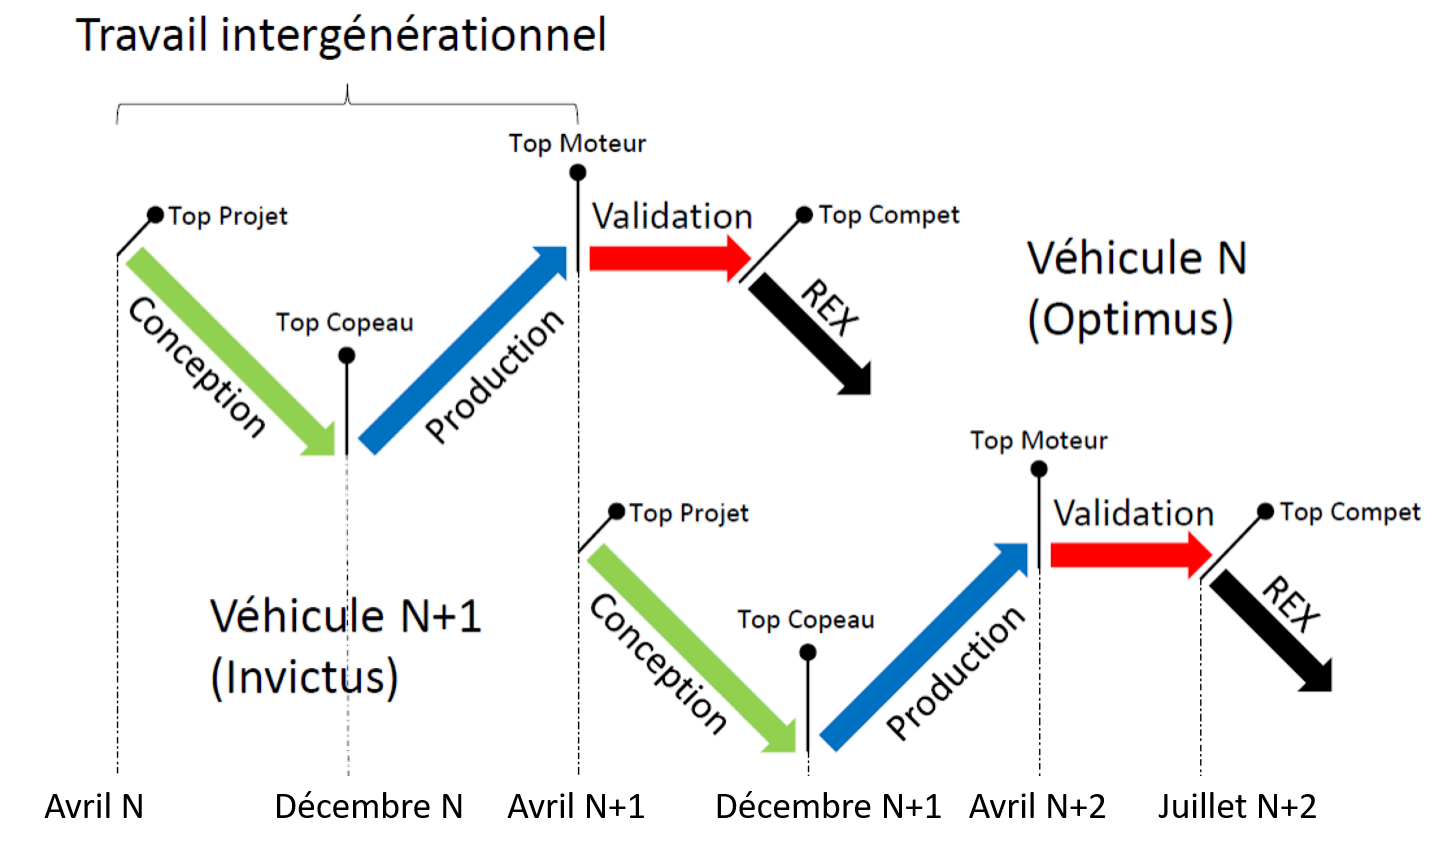 Travail intergénérationnel
Top Moteur
Top Projet
Validation
Top Compet
Conception
Top Copeau
Production
REX
Véhicule N
(Optimus)
Top Moteur
Top Projet
Validation
Top Compet
Véhicule N+1
(Invictus)
Conception
Top Copeau
Production
REX
Avril N
Décembre N
Avril N+1
Décembre N+1
Avril N+2
Juillet N+2